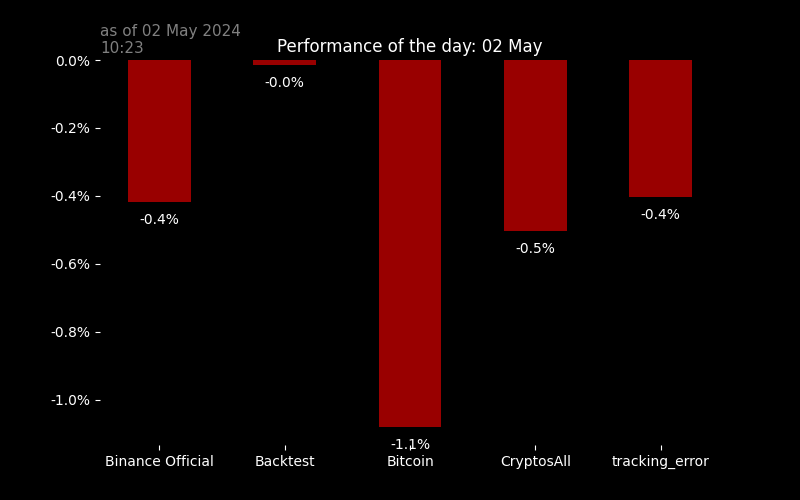 as of 02 May 2024
10:23
Performance of the day: 02 May
0.0%
-0.2%
-0.4%
-0.6%
-0.8%
-1.0%
-0.4%
-0.0%
-1.1%
-0.5%
-0.4%
Binance Official
Backtest
Bitcoin
CryptosAll
tracking_error